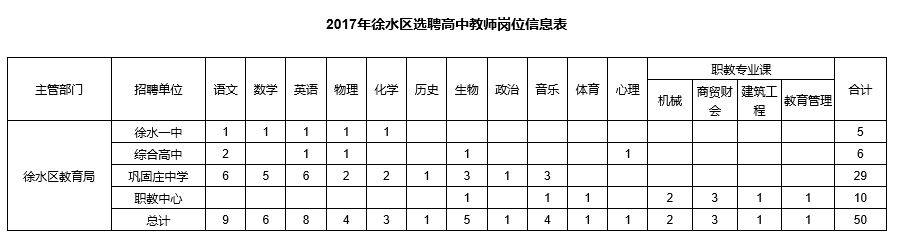 2017年徐水区选聘高中教师岗位信息表
主管部门 招聘单位 语文 数学 英语 物理 化学 历史 生物 政治 音乐 体育 心理 职教专业课 合计
机械 商贸财会 建筑工程 教育管理
徐水区教育局
徐水一中 1 1 1 1 1 5
综合高中 2 1 1 1 1 6
巩固庄中学 6 5 6 2 2 1 3 1 3 29
职教中心 1 1 1 2 3 1 1 10
总计 9 6 8 4 3 1 5 1 4 1 1 2 3 1 1 50